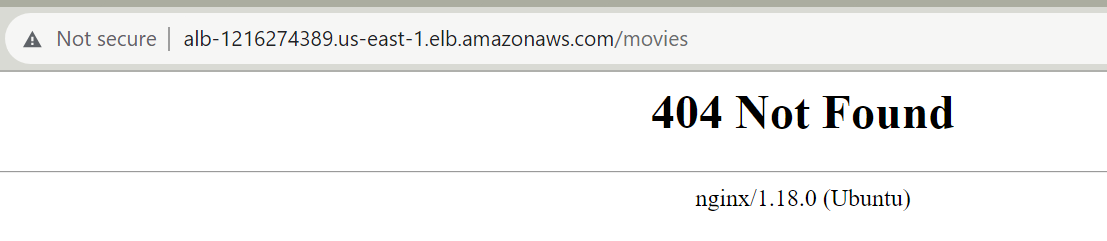 Not secure alb-1216274389.us-east-1.elb.amazonaws.com/movies
404 Not Found
nginx/1.18.0 (Ubuntu)